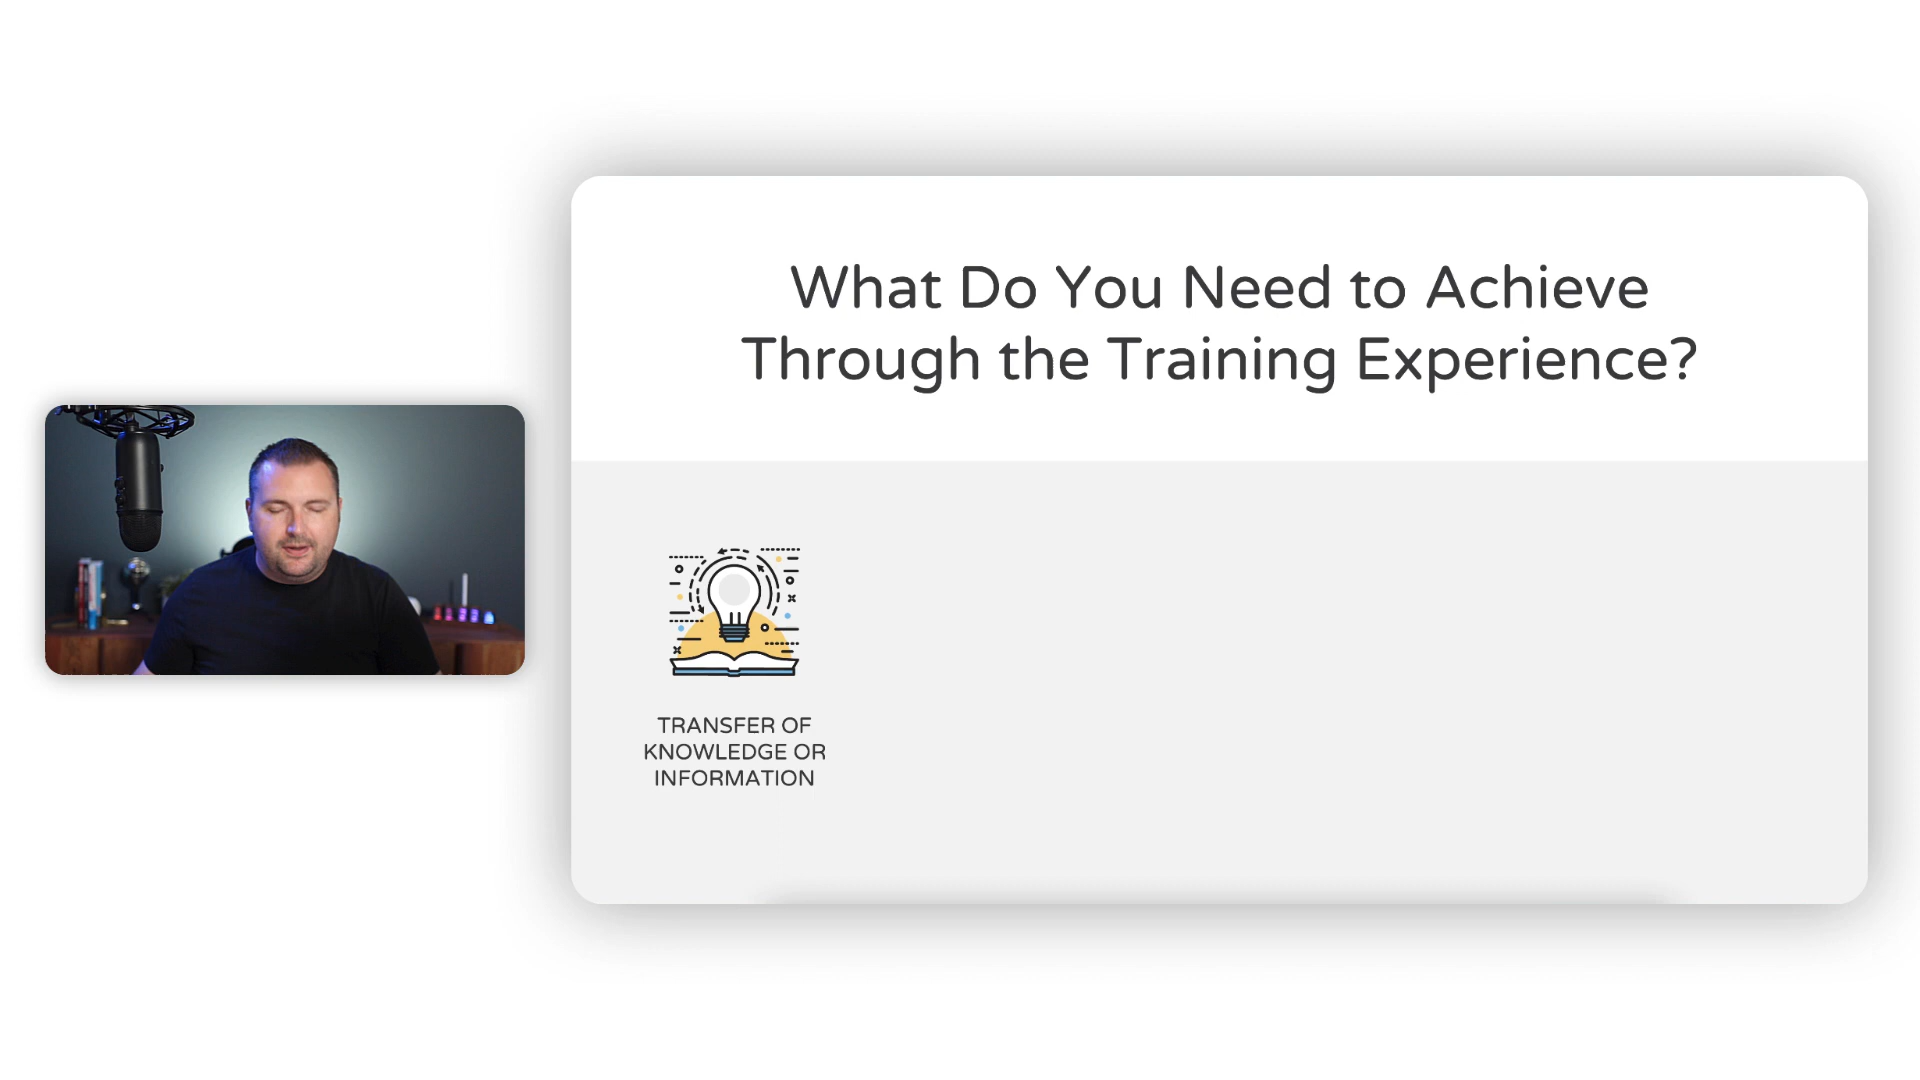 What Do You Need to Achieve
Through the Training Experience?
TRANSFER OF
KNOWLEDGE OR
INFORMATION